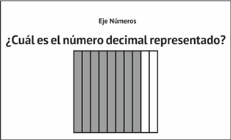 Eje Números
¿Cuál es el número decimal representado?